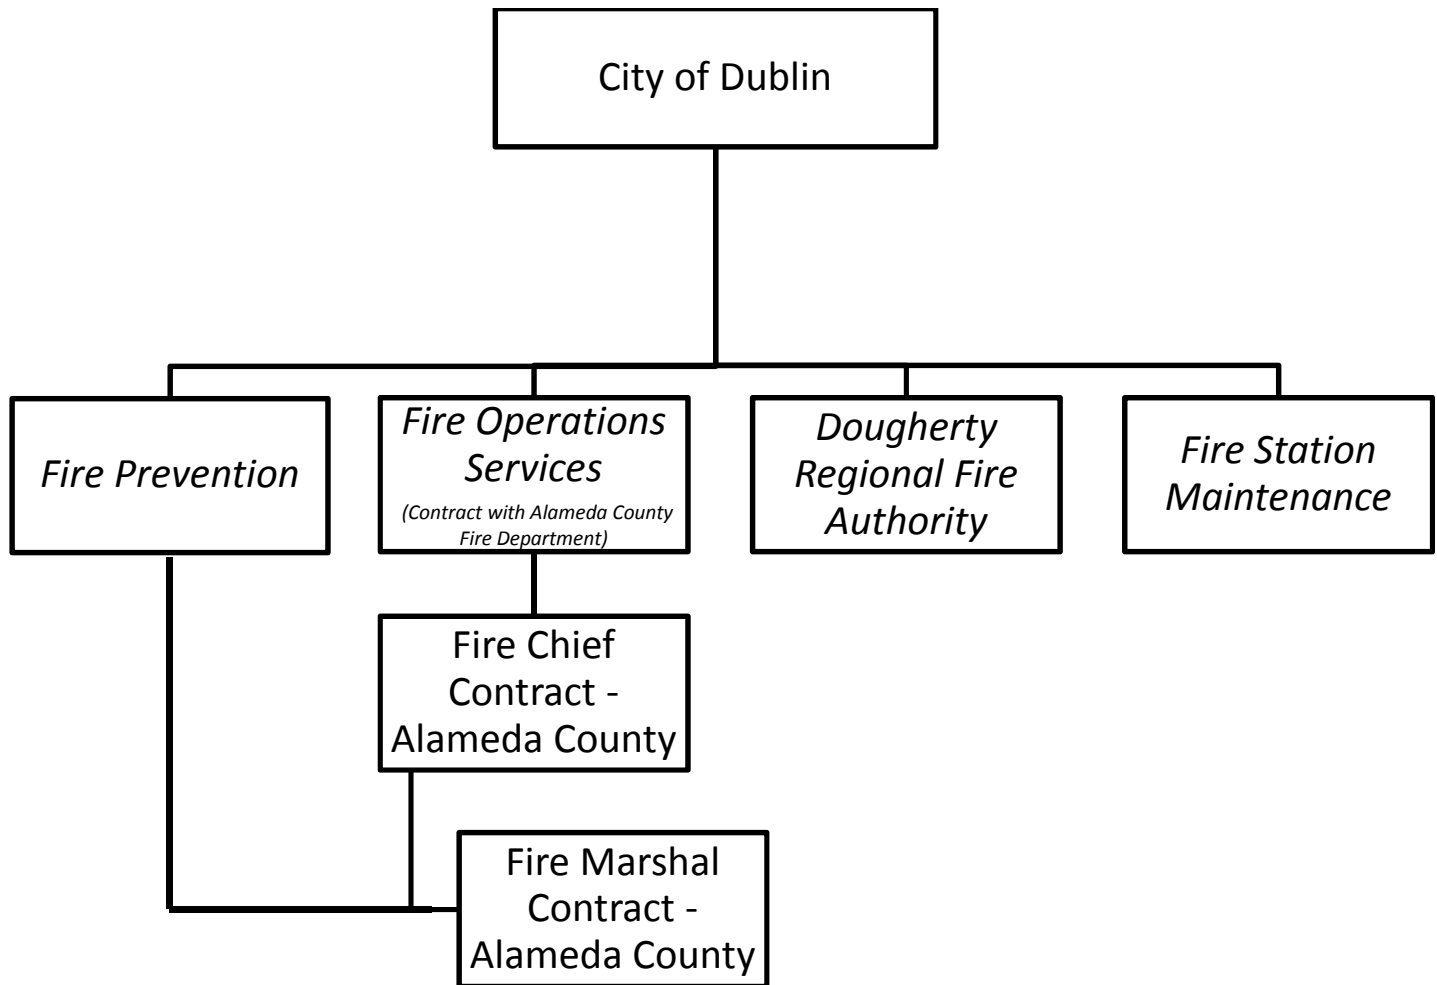 City of Dublin
Fire Prevention
Fire Operations
Services
(Contract with Alameda County
Fire Department)
Dougherty
Regional Fire
Authority
Fire Station
Maintenance
Fire Chief
Contract -
Alameda County
Fire Marshal
Contract -
Alameda County